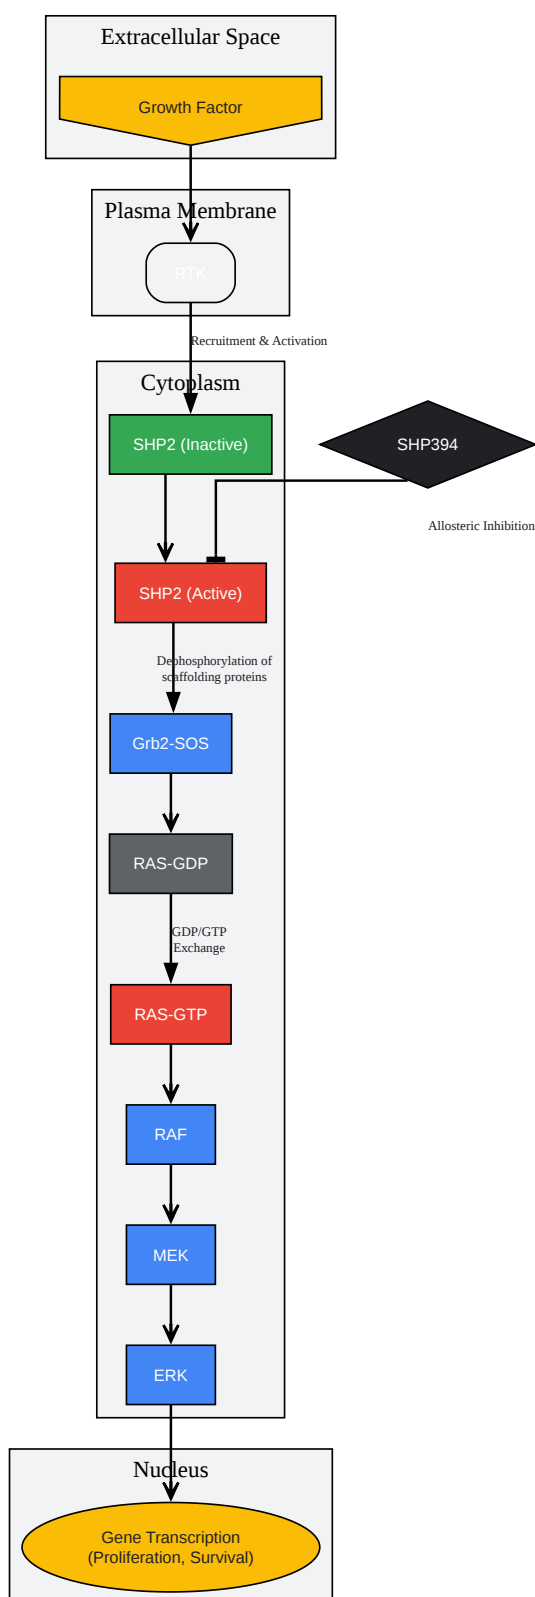 Extracellular Space
Growth Factor
Plasma Membrane
RTK
Recruitment & Activation
Cytoplasm
SHP2 (Inactive)
SHP394
Allosteric Inhibition
SHP2 (Active)
Dephosphorylation of
scaffolding proteins
Grb2-SOS
RAS-GDP
GDP/GTP
Exchange
RAS-GTP
RAF
MEK
ERK
Nucleus
Gene Transcription
(Proliferation, Survival)